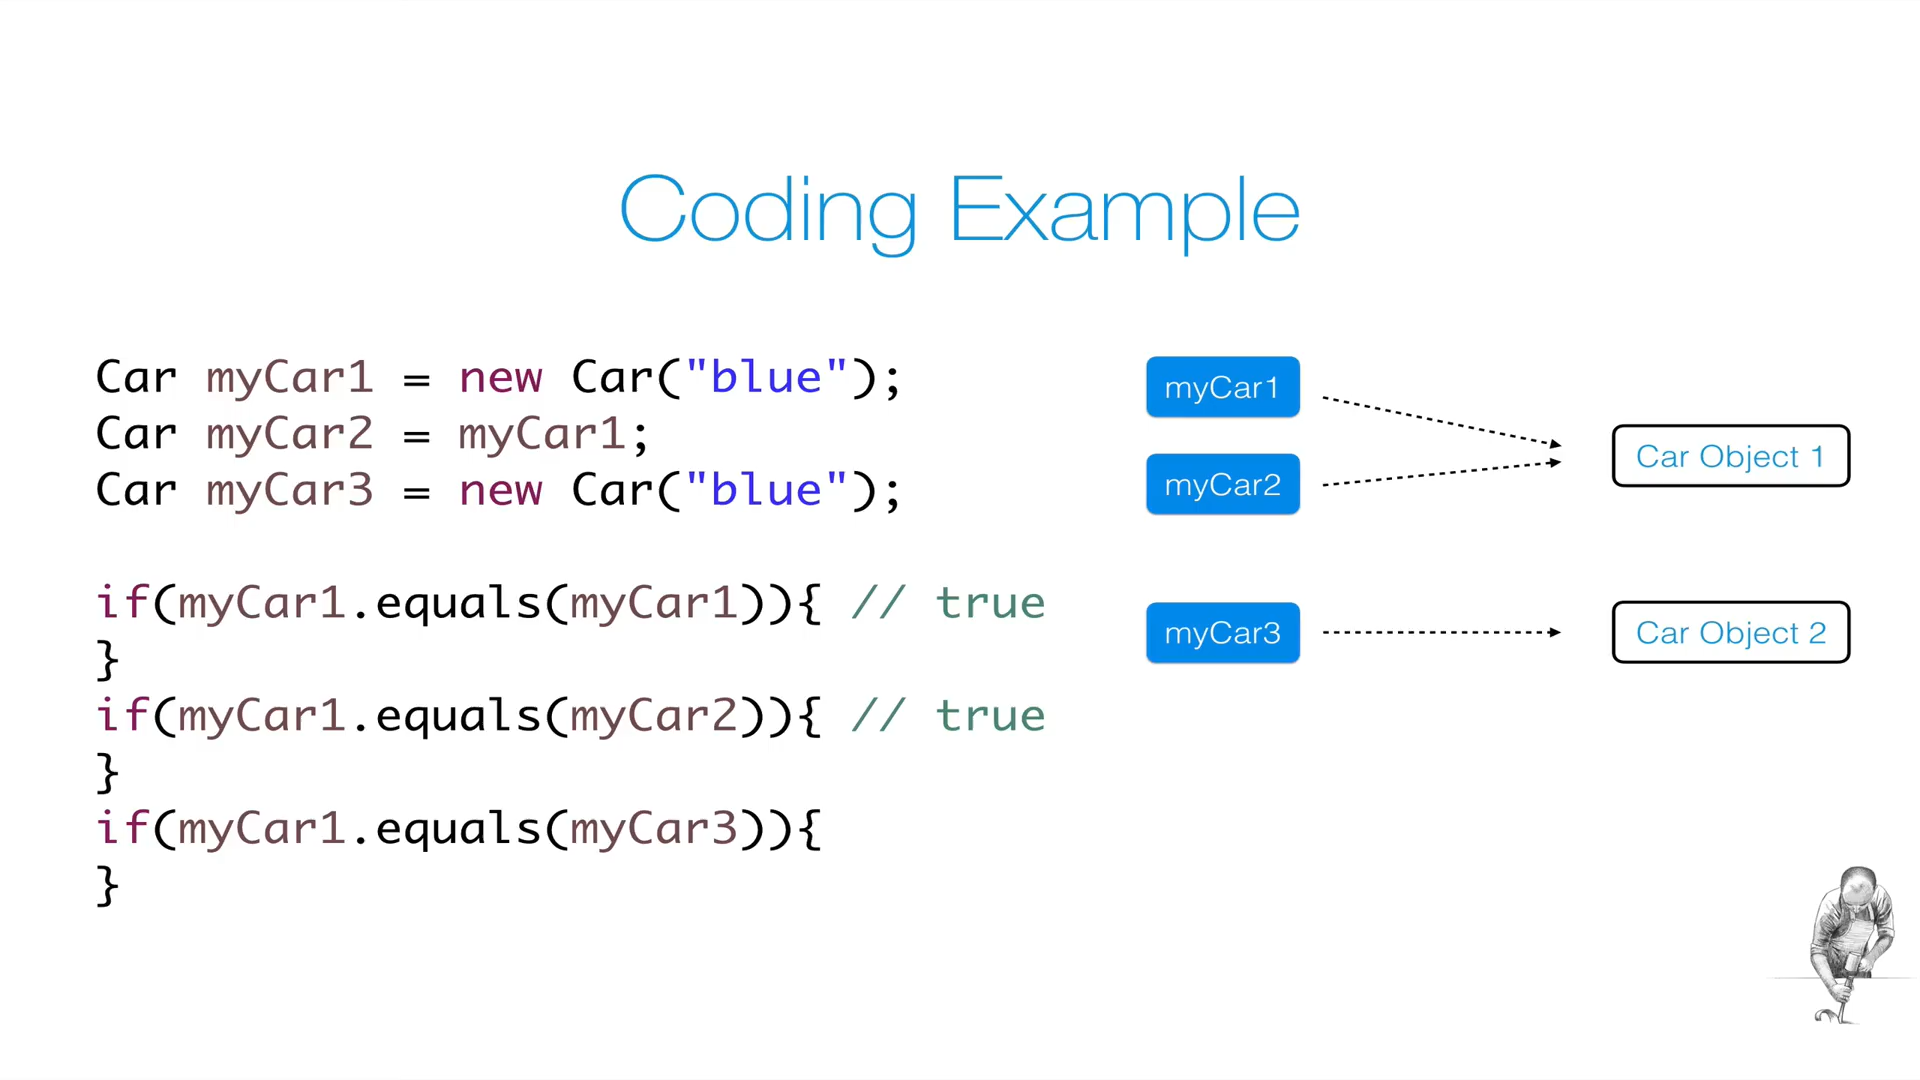 Coding Example
Car myCar1 = new Car("blue");
Car myCar2 = myCar1;
Car myCar3 = new Car("blue");
if(myCar1.equals(myCar1)){ // true
}
if(myCar1.equals(myCar2)){ // true
}
if(myCar1.equals(myCar3)){
}
myCar1
myCar2
Car Object 1
myCar3
Car Object 2